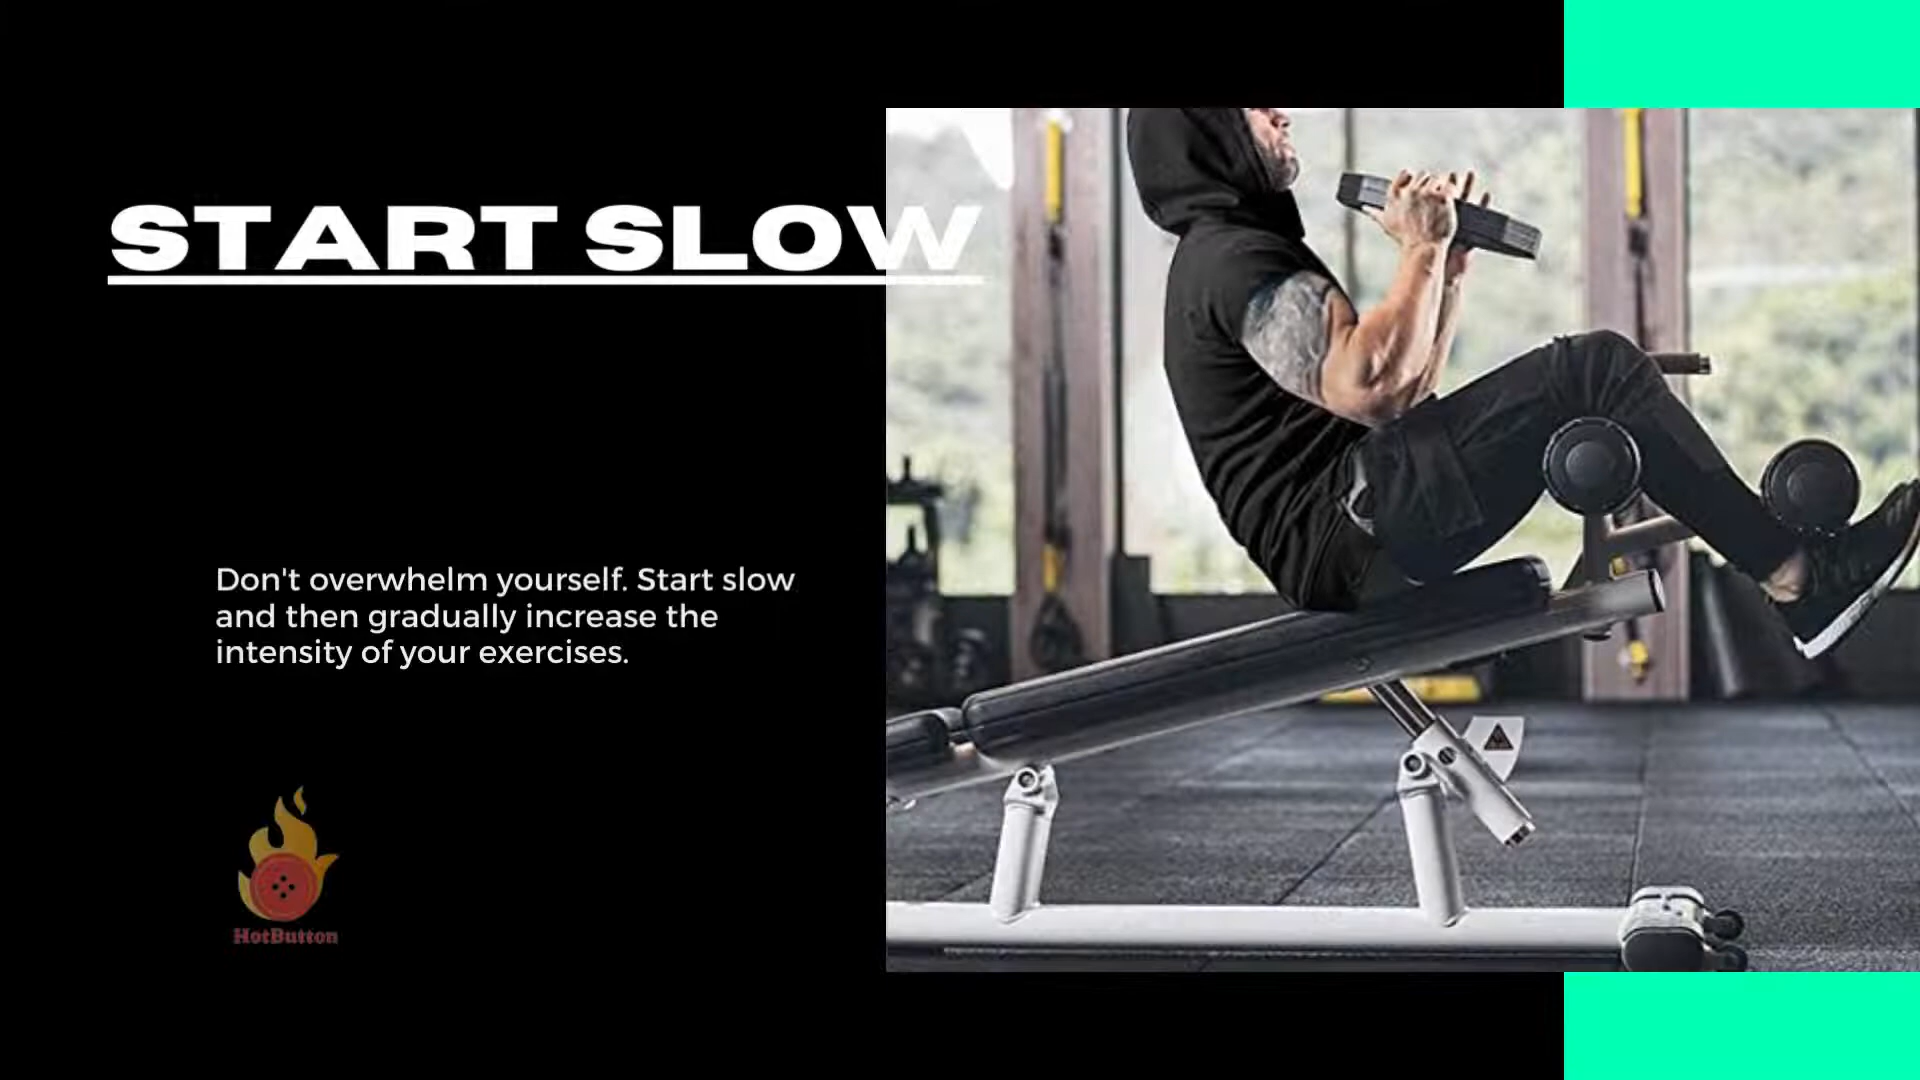 START SLOW
Don't overwhelm yourself. Start slow
and then gradually increase the
intensity of your exercises.
HotButton